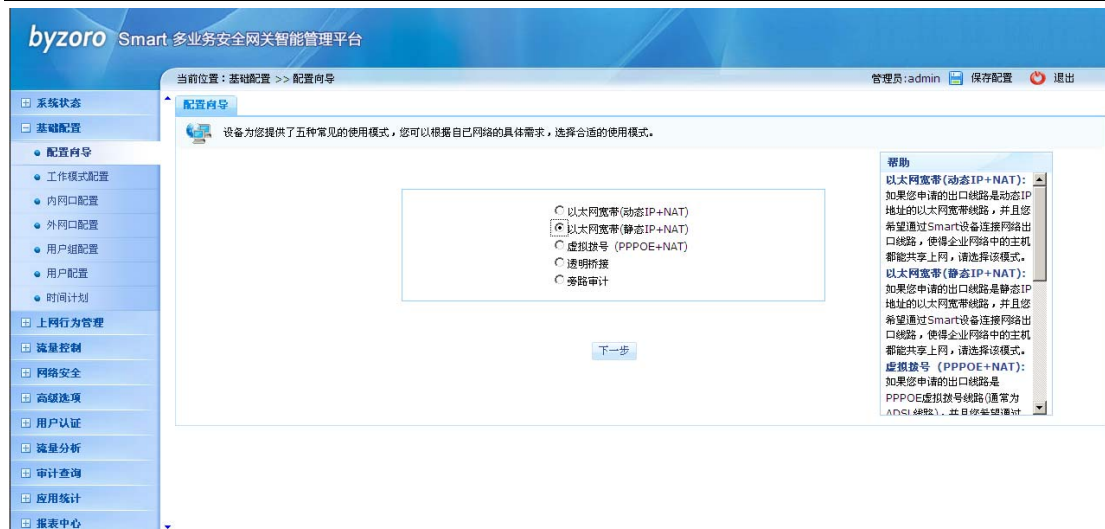 byzoro Smart 多业务安全网关智能管理平台
当前位置：基础配置 >> 配置向导
管理员:admin 保存配置 退出
系统状态
基础配置
配置向导
工作模式配置
内网口配置
外网口配置
用户组配置
用户配置
时间计划
上网行为管理
流量控制
网络安全
高级选项
用户认证
流量分析
审计查询
应用统计
报表中心
配置向导
设备为您提供了五种常见的使用模式，您可以根据自己网络的具体需求，选择合适的使用模式。
以太网宽带(动态IP+NAT)
以太网宽带(静态IP+NAT)
虚拟拨号 (PPPOE+NAT)
透明桥接
旁路审计
下一步
帮助
以太网宽带(动态IP+NAT):
如果您申请的出口线路是动态IP
地址的以太网宽带线路，并且您
希望通过Smart设备连接网络出
口线路，使得企业网络中的主机
都能共享上网，请选择该模式。
以太网宽带(静态IP+NAT):
如果您申请的出口线路是静态IP
地址的以太网宽带线路，并且您
希望通过Smart设备连接网络出
口线路，使得企业网络中的主机
都能共享上网，请选择该模式。
虚拟拨号 (PPPOE+NAT):
如果您申请的出口线路是
PPPOE虚拟拨号线路(通常为
ADSL线路)，并且您希望通过